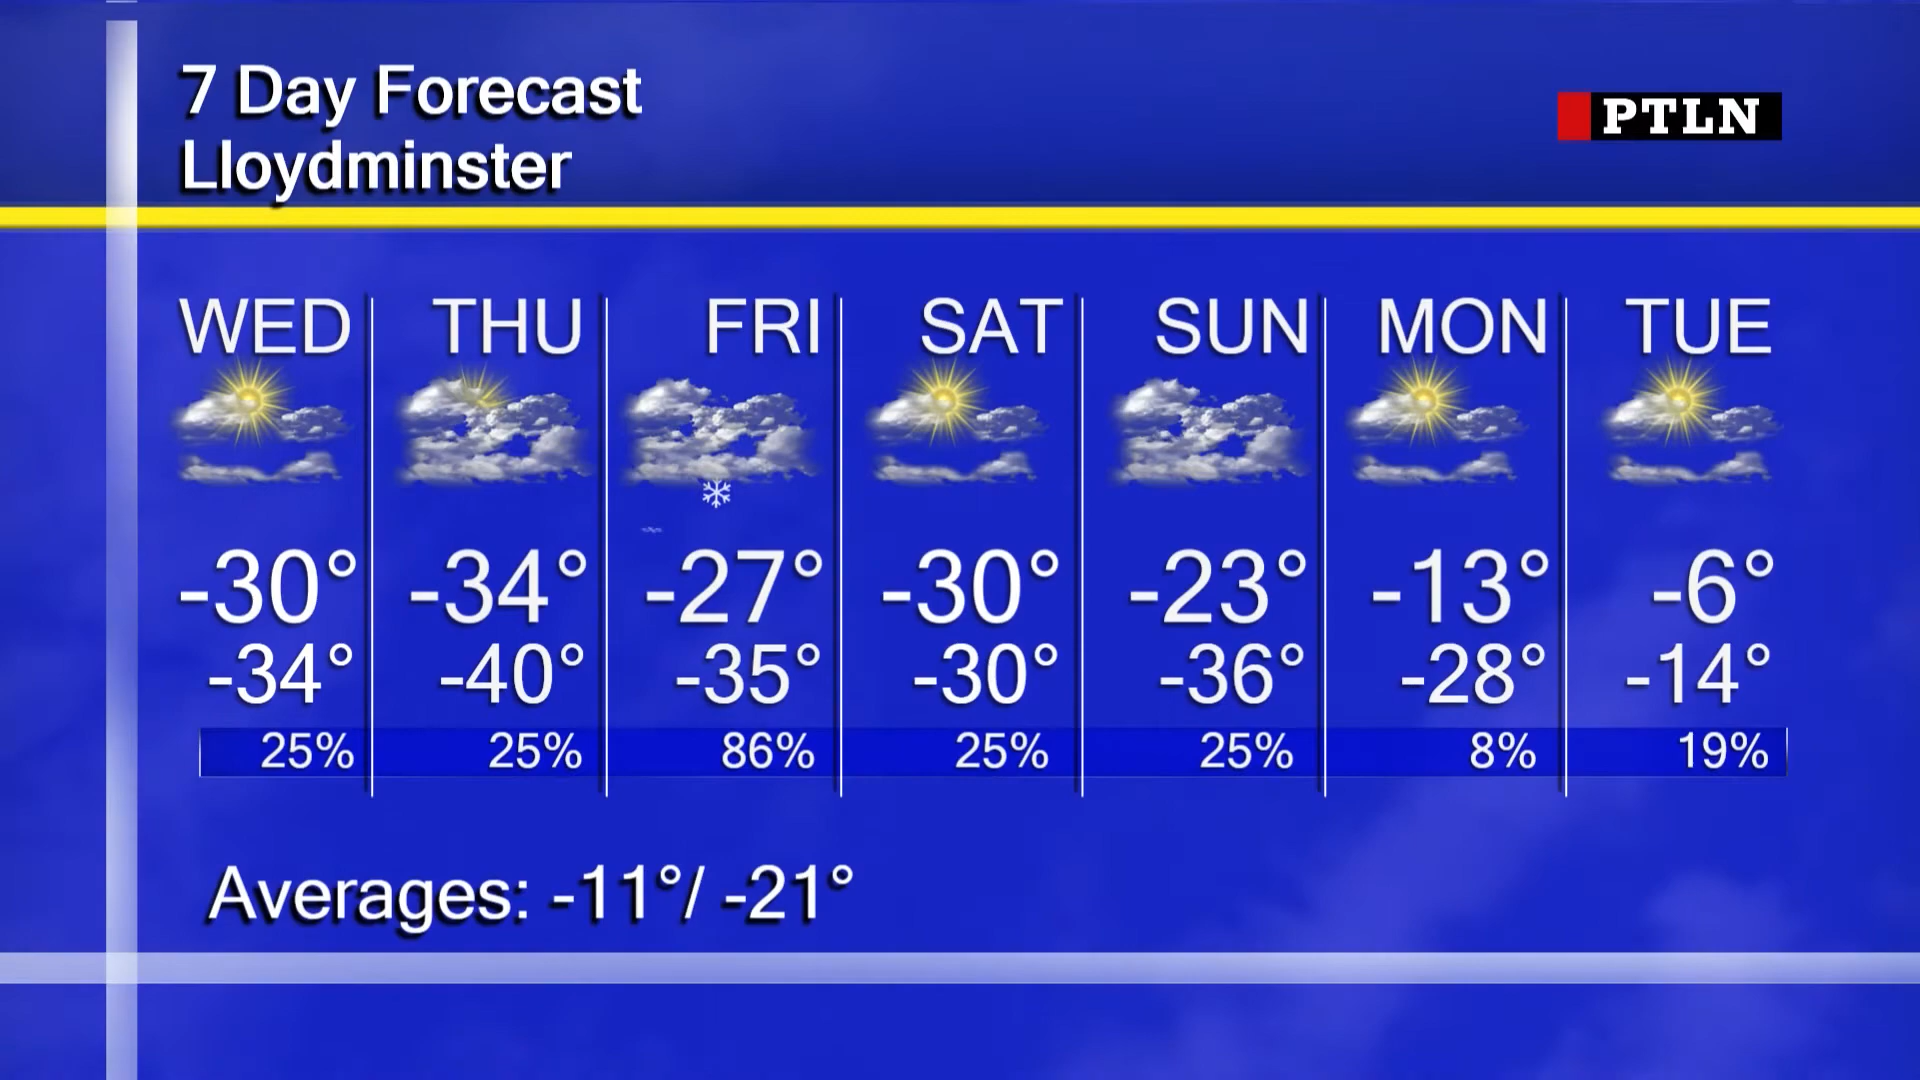 7 Day Forecast
Lloydminster
PTLN
WED THU FRI SAT SUN MON TUE
-30° -34° -27° -30° -23° -13° -6°
-34° -40° -35° -30° -36° -28° -14°
25% 25% 86% 25% 25% 8% 19%
Averages: -11°/ -21°